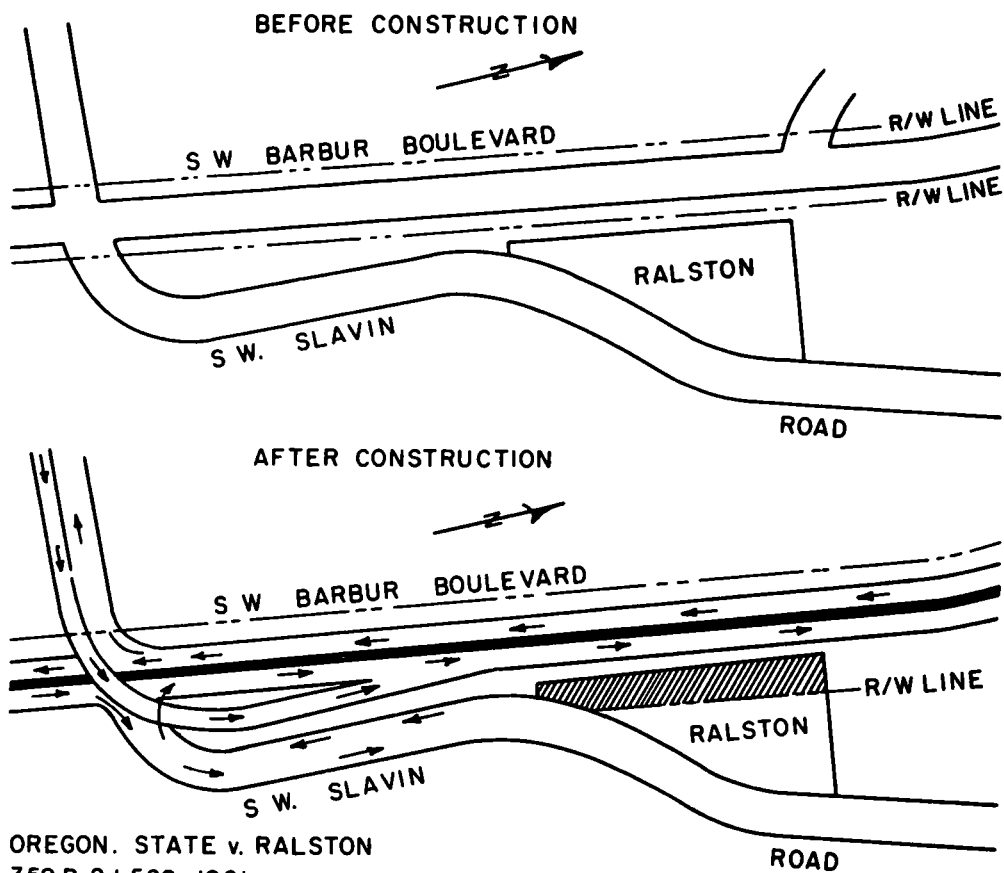 BEFORE CONSTRUCTION
N
S W BARBUR BOULEVARD
R/W LINE
R/W LINE
RALSTON
S W. SLAVIN
ROAD
AFTER CONSTRUCTION
N
S W BARBUR BOULEVARD
R/W LINE
RALSTON
S W. SLAVIN
ROAD
OREGON. STATE v. RALSTON